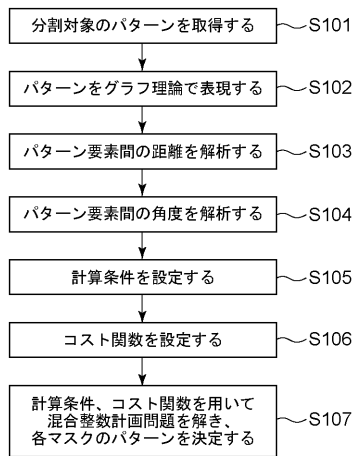 分割対象のパターンを取得する S101
パターンをグラフ理論で表現する S102
パターン要素間の距離を解析する S103
パターン要素間の角度を解析する S104
計算条件を設定する S105
コスト関数を設定する S106
計算条件、コスト関数を用いて
混合整数計画問題を解き、
各マスクのパターンを決定する S107